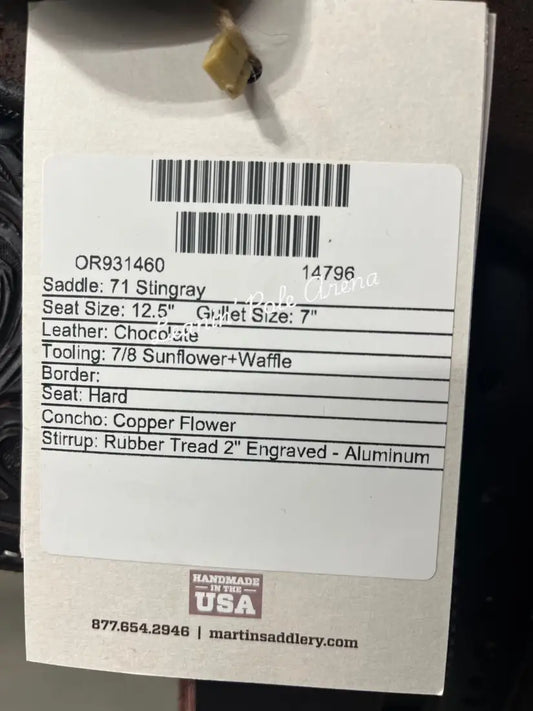 OR931460 14796
Saddle: 71 Stingray
Seat Size: 12.5" Gullet Size: 7"
Leather: Chocolate
Tooling: 7/8 Sunflower+Waffle
Border:
Seat: Hard
Concho: Copper Flower
Stirrup: Rubber Tread 2" Engraved - Aluminum
Pole Arena
HANDMADE
IN THE
USA
877.654.2946 | martinsaddlery.com